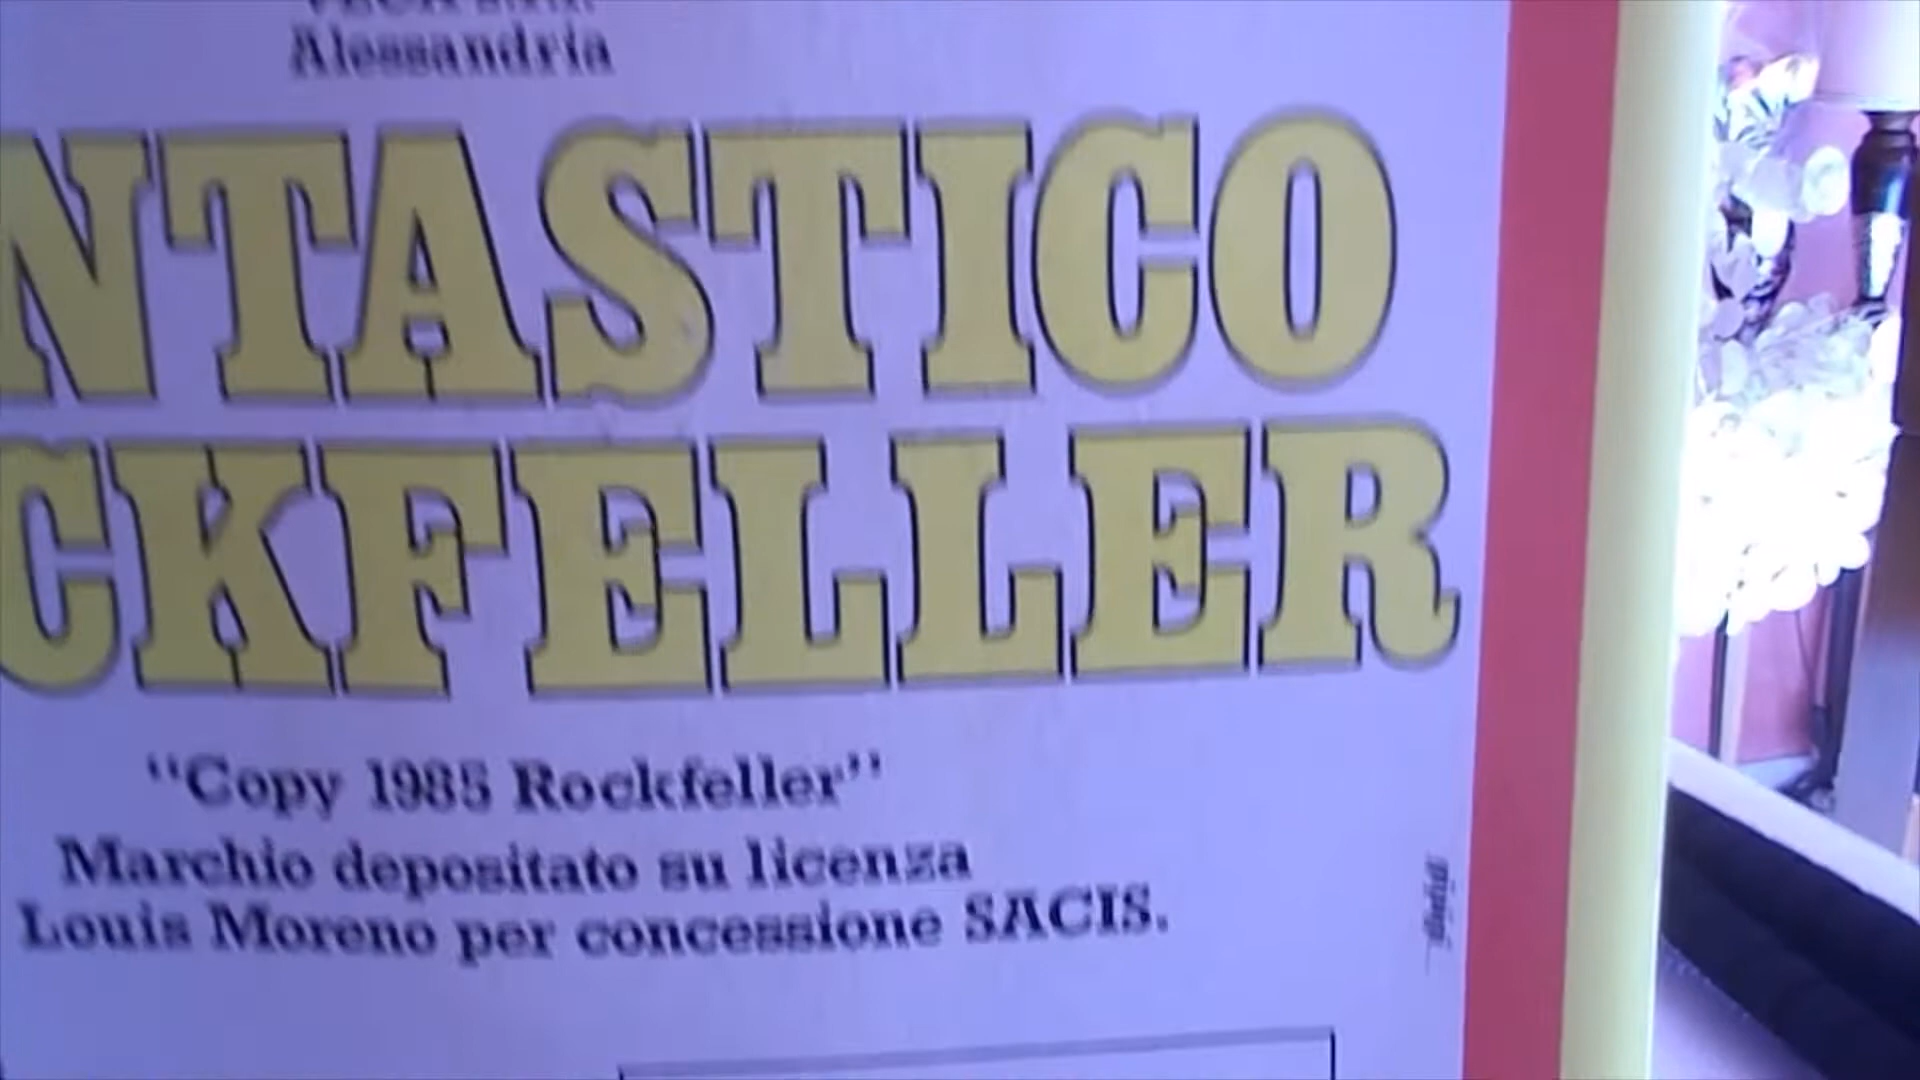 Alessandria
NTASTICO
CKFELLER
“Copy 1985 Rockfeller”
Marchio depositato su licenza
Louis Moreno per concessione SACIS.